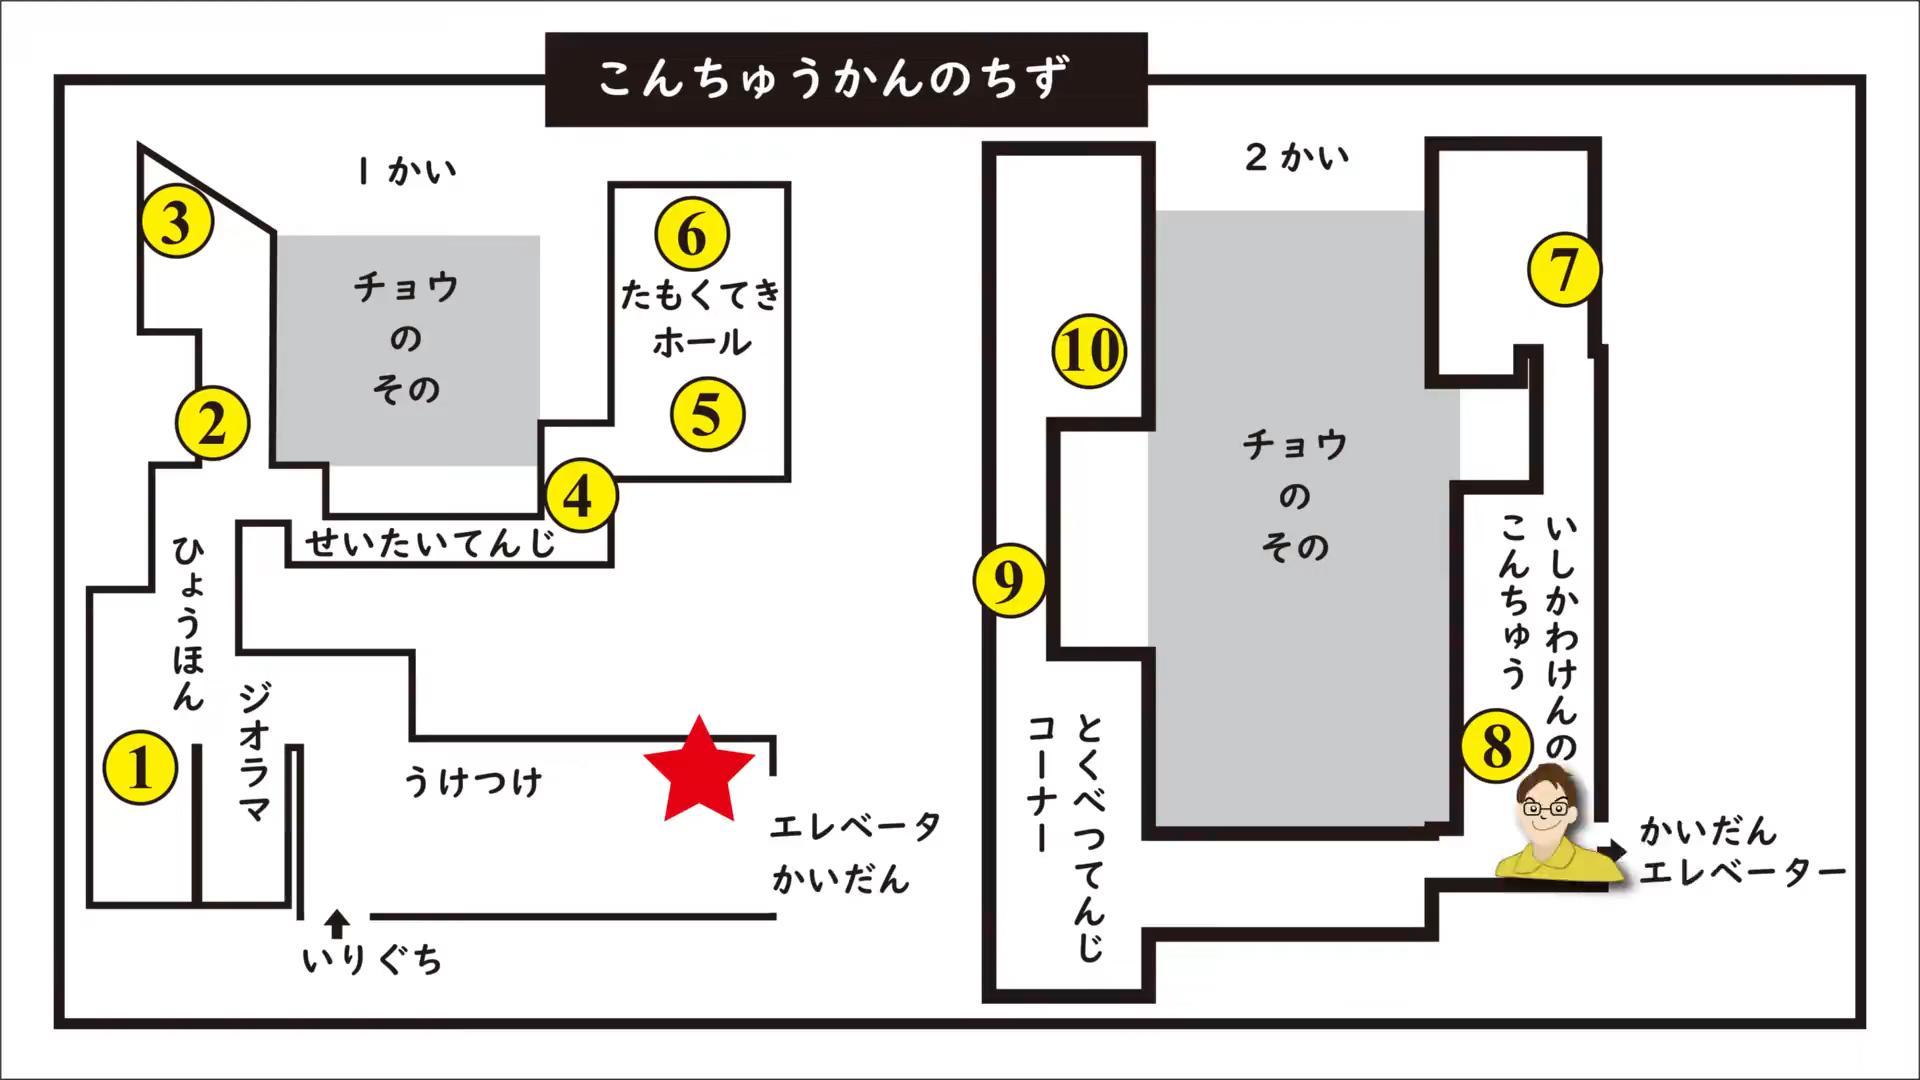 こんちゅうかんのちず
1かい
③
チョウ
の
その
⑥
たもくてき
ホール
⑤
②
④
せいたいてんじ
ひょうほん
ジオラマ
①
うけつけ
エレベータ
かいだん
いりぐち
2かい
⑦
⑩
チョウ
の
その
⑨
いしかわけんの
こんちゅう
⑧
とくべつてんじ
コーナー
かいだん
エレベーター